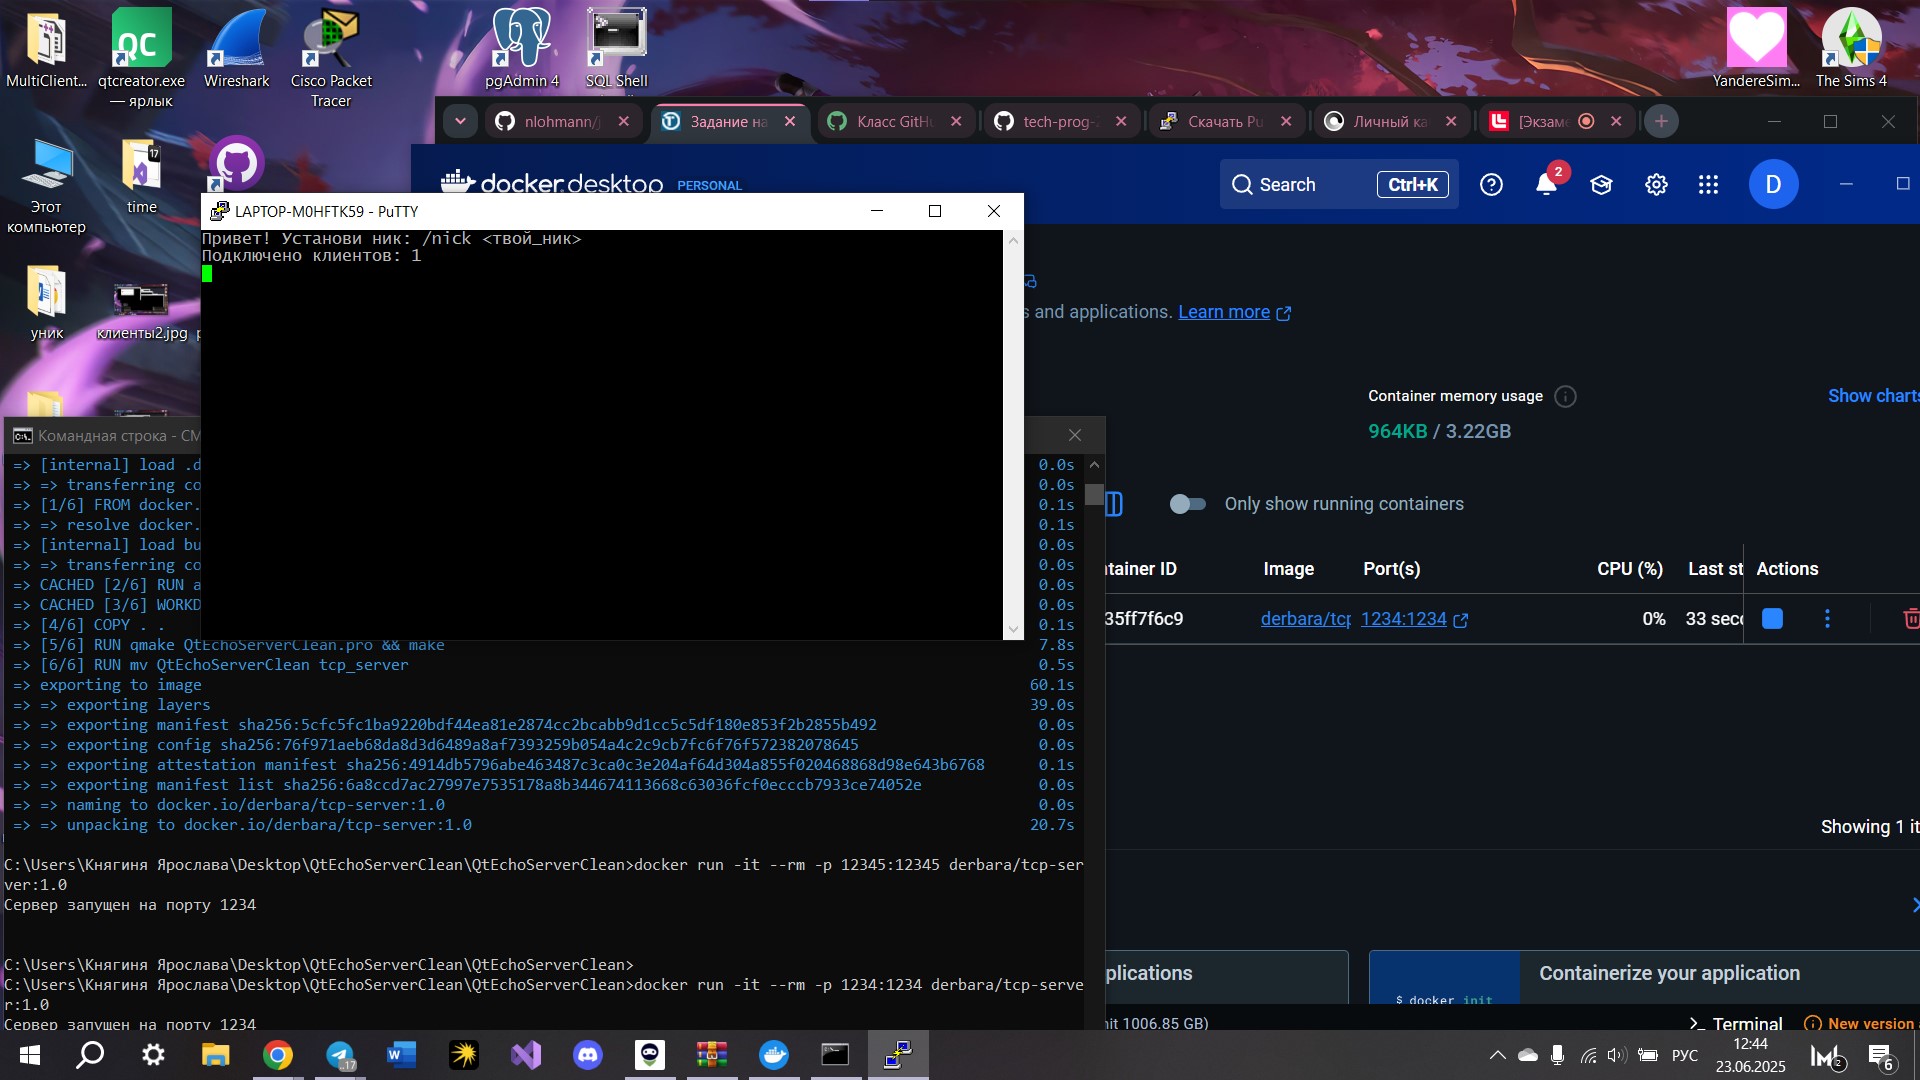 MultiClient...
qtcreator.exe
— ярлык
Wireshark
Cisco Packet
Tracer
pgAdmin 4
SQL Shell
YandereSim...
The Sims 4
Этот
компьютер
time
уник
клиенты2.jpg
nlohmann/j
Задание на
Класс GitHu
tech-prog-2
Скачать Pu
Личный ка
[Экзаме
docker.desktop PERSONAL
Search
Ctrl+K
2
D
LAPTOP-M0HFTK59 - PuTTY
Привет! Установи ник: /nick <твой_ник>
Подключено клиентов: 1
s and applications. Learn more
Container memory usage
Show charts
964KB / 3.22GB
Only show running containers
tainer ID
Image
Port(s)
CPU (%)
Last st
Actions
35ff7f6c9
derbara/tcp
1234:1234
0%
33 seco
Showing 1 it
plications
Containerize your application
$ docker init
nit 1006.85 GB)
Terminal
New version
Командная строка - CM
=> [internal] load .d 0.0s
=> => transferring co 0.0s
=> [1/6] FROM docker. 0.1s
=> => resolve docker. 0.1s
=> [internal] load bu 0.0s
=> => transferring co 0.0s
=> CACHED [2/6] RUN a 0.0s
=> CACHED [3/6] WORKD 0.0s
=> [4/6] COPY . . 0.1s
=> [5/6] RUN qmake QtEchoServerClean.pro && make 7.8s
=> [6/6] RUN mv QtEchoServerClean tcp_server 0.5s
=> exporting to image 60.1s
=> => exporting layers 39.0s
=> => exporting manifest sha256:5cfc5fc1ba9220bdf44ea81e2874cc2bcabb9d1cc5c5df180e853f2b2855b492 0.0s
=> => exporting config sha256:76f971aeb68da8d3d6489a8af7393259b054a4c2c9cb7fc6f76f572382078645 0.0s
=> => exporting attestation manifest sha256:4914db5796abe463487c3ca0c3e204af64d304a855f020468868d98e643b6768 0.1s
=> => exporting manifest list sha256:6a8ccd7ac27997e7535178a8b344674113668c63036fcf0ecccb7933ce74052e 0.0s
=> => naming to docker.io/derbara/tcp-server:1.0 0.0s
=> => unpacking to docker.io/derbara/tcp-server:1.0 20.7s
C:\Users\Княгиня Ярослава\Desktop\QtEchoServerClean\QtEchoServerClean>docker run -it --rm -p 12345:12345 derbara/tcp-ser
ver:1.0
Сервер запущен на порту 1234
C:\Users\Княгиня Ярослава\Desktop\QtEchoServerClean\QtEchoServerClean>
C:\Users\Княгиня Ярослава\Desktop\QtEchoServerClean\QtEchoServerClean>docker run -it --rm -p 1234:1234 derbara/tcp-serve
r:1.0
Сервер запущен на порту 1234
17
РУС
12:44
23.06.2025
2
6